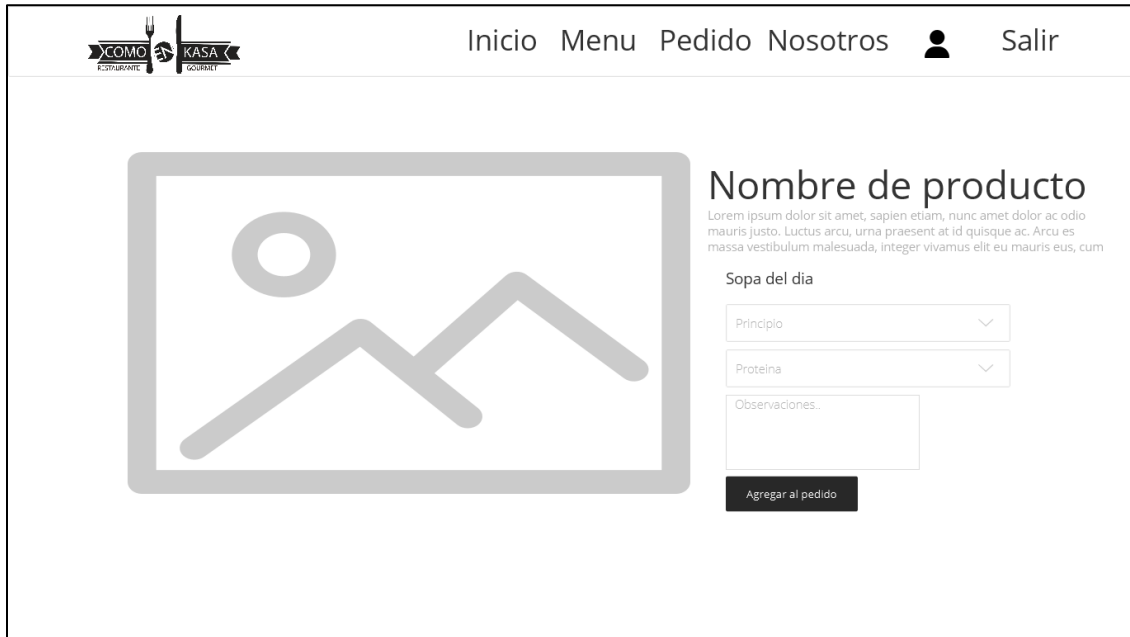 COMO EN KASA
RESTAURANTE GOURMET
Inicio Menu Pedido Nosotros Salir
Nombre de producto
Lorem ipsum dolor sit amet, sapien etiam, nunc amet dolor ac odio
mauris justo. Luctus arcu, urna praesent at id quisque ac. Arcu es
massa vestibulum malesuada, integer vivamus elit eu mauris eus, cum
Sopa del dia
Principio
Proteina
Observaciones..
Agregar al pedido